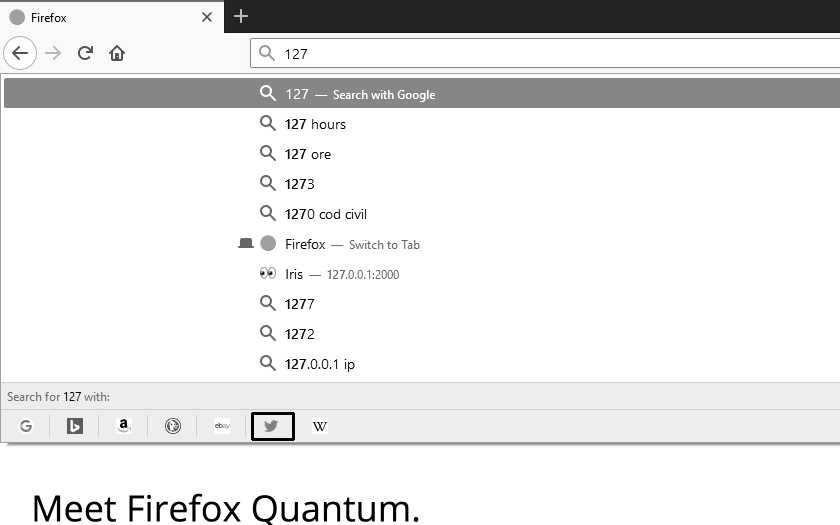 Firefox
127
127 — Search with Google
127 hours
127 ore
1273
1270 cod civil
Firefox — Switch to Tab
Iris — 127.0.0.1:2000
1277
1272
127.0.0.1 ip
Search for 127 with:
G b a ebay W
Meet Firefox Quantum.